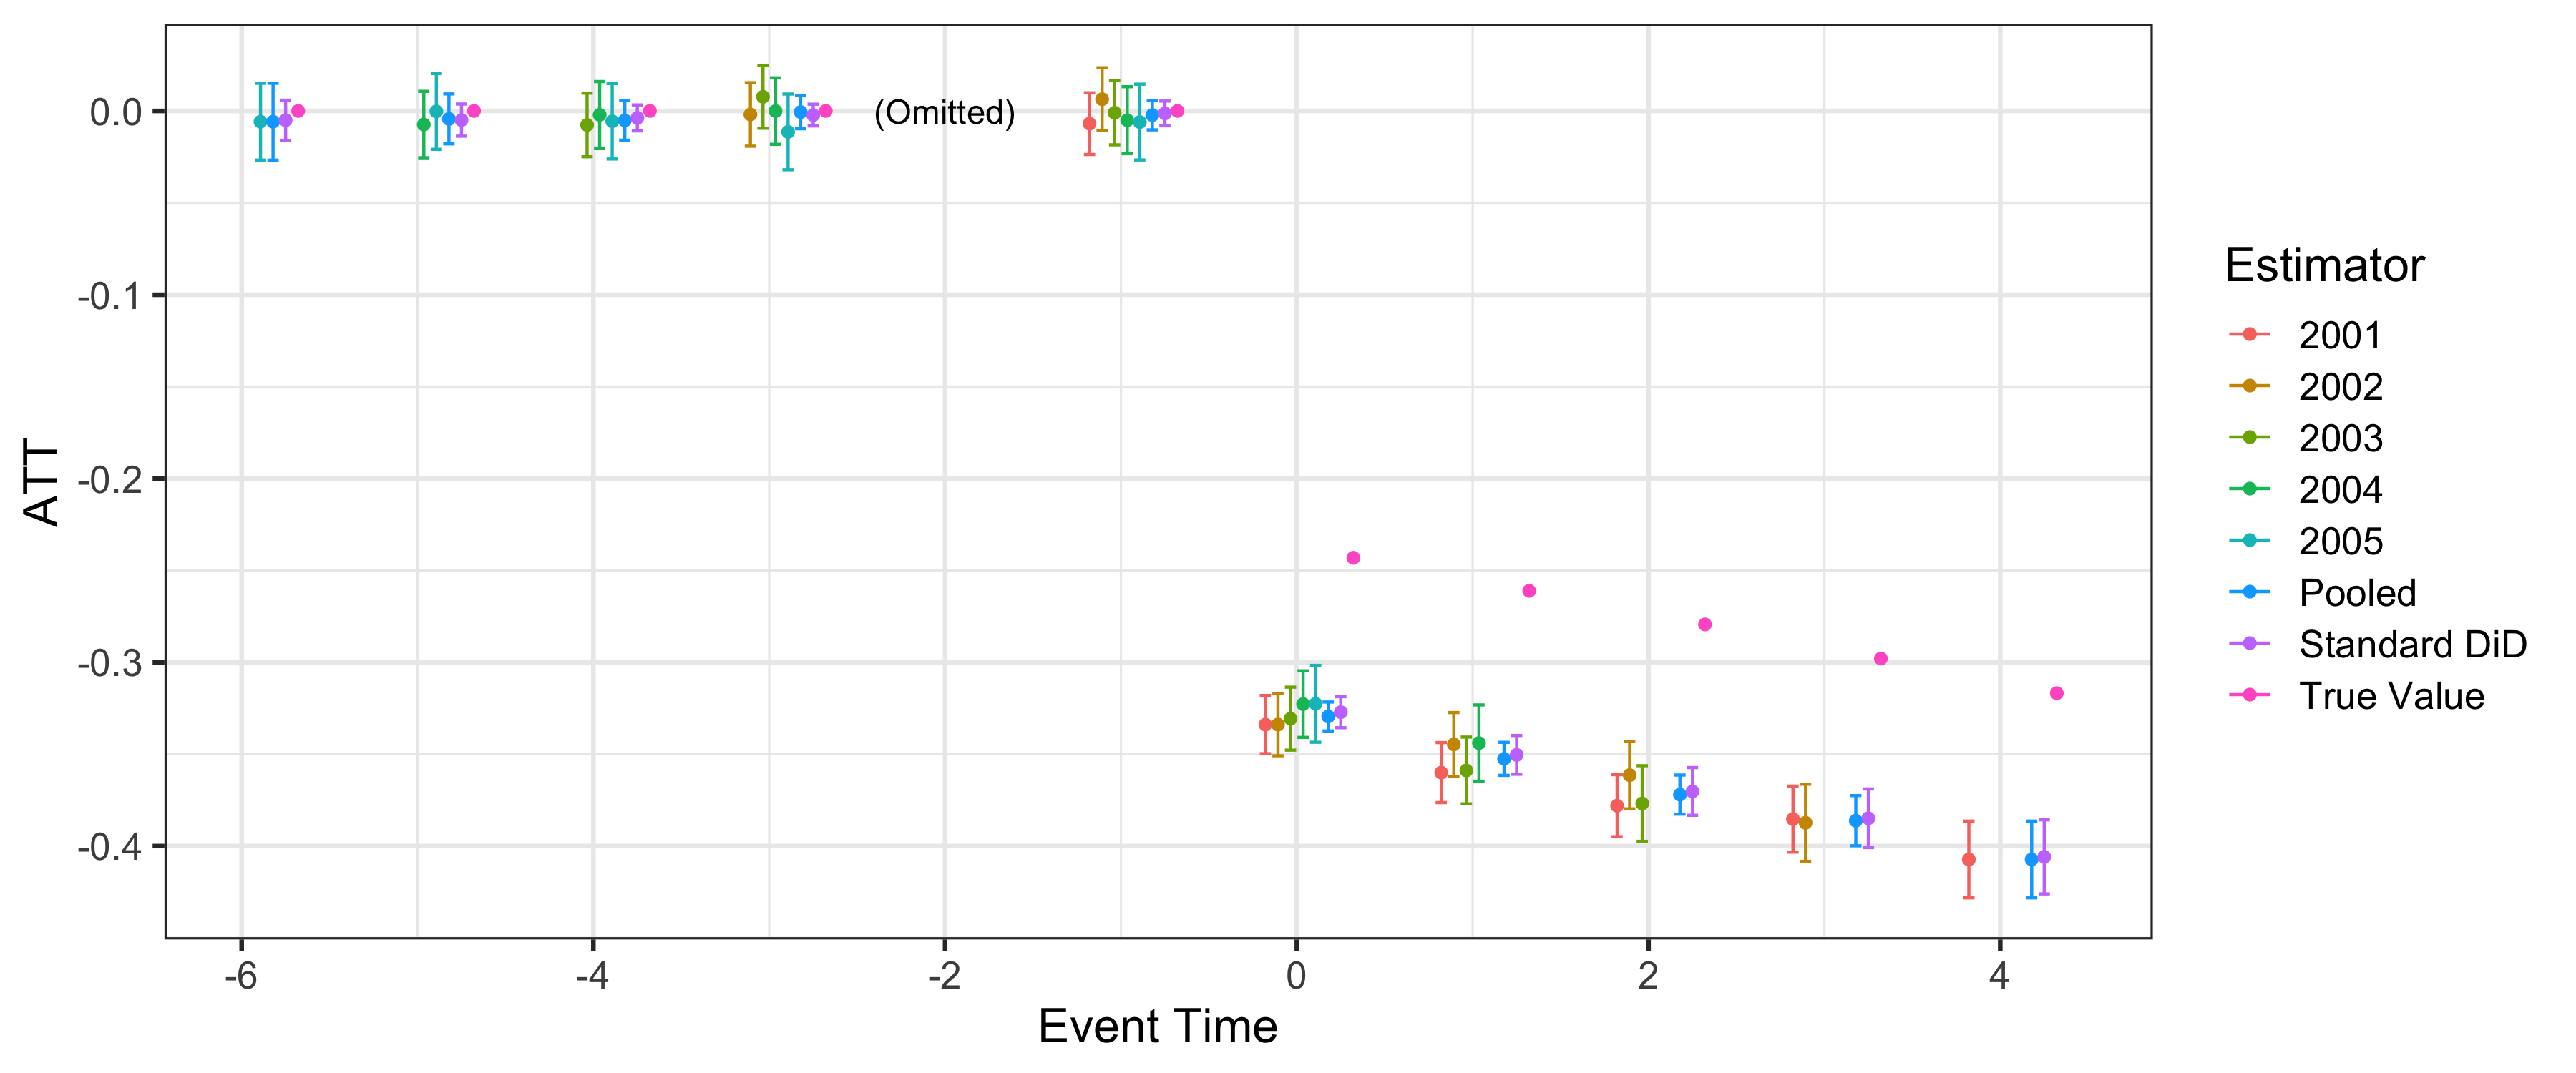 0.0
-0.1
-0.2
-0.3
-0.4
ATT
(Omitted)
-6
-4
-2
0
2
4
Event Time
Estimator
2001
2002
2003
2004
2005
Pooled
Standard DiD
True Value